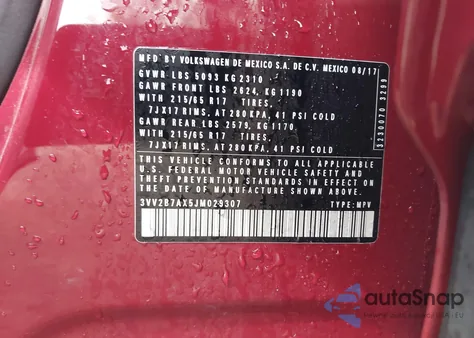 MFD BY VOLKSWAGEN DE MEXICO S.A. DE C.V. MEXICO 08/17
GVWR LBS 5093 KG 2310
GAWR FRONT LBS 2624, KG 1190
WITH 215/65 R17 TIRES,
7JX17 RIMS, AT 280 KPA, 41 PSI COLD
GAWR REAR LBS 2579, KG 1170
WITH 215/65 R17 TIRES,
7JX17 RIMS, AT 280 KPA, 41 PSI COLD
THIS VEHICLE CONFORMS TO ALL APPLICABLE
U.S. FEDERAL MOTOR VEHICLE SAFETY AND
THEFT PREVENTION STANDARDS IN EFFECT ON
THE DATE OF MANUFACTURE SHOWN ABOVE.
3VV2B7AX5JM029307 TYPE: MPV
3230070 3299
autoSnap